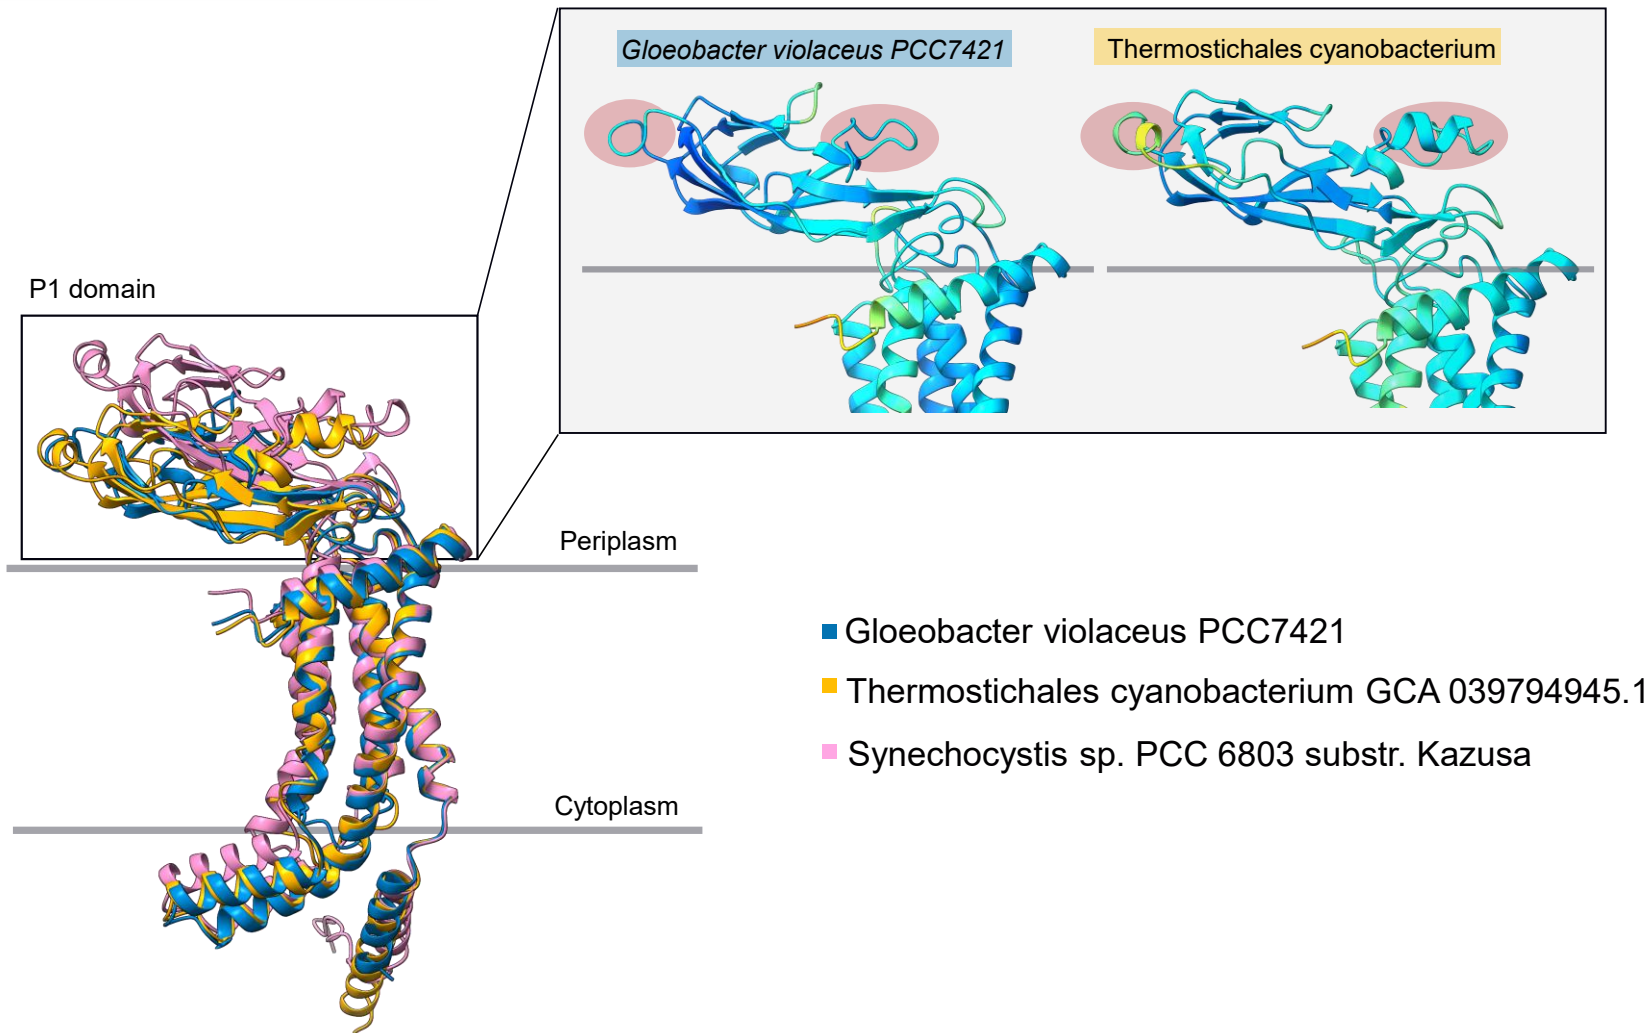 Gloeobacter violaceus PCC7421
Thermostichales cyanobacterium
P1 domain
Periplasm
Cytoplasm
Gloeobacter violaceus PCC7421
Thermostichales cyanobacterium GCA 039794945.1
Synechocystis sp. PCC 6803 substr. Kazusa